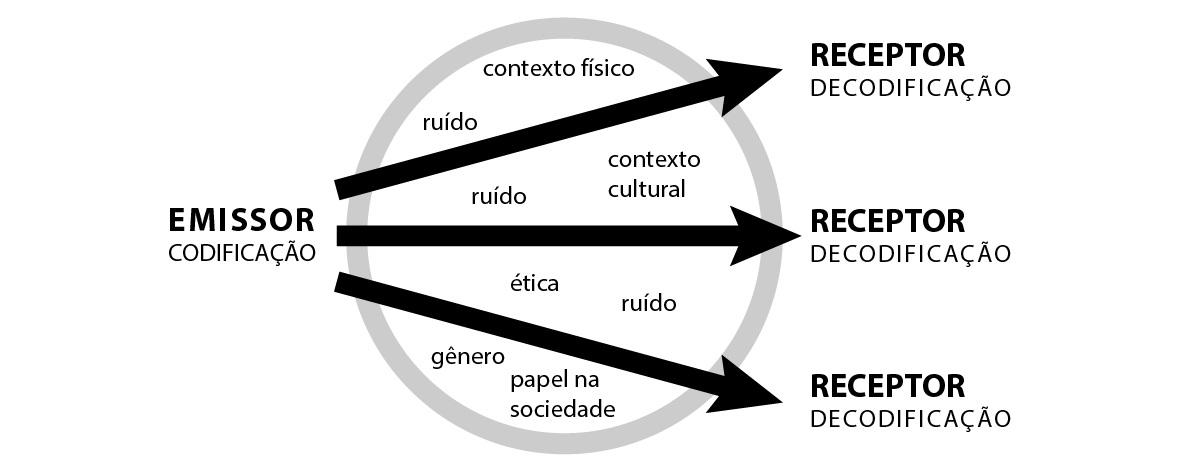 EMISSOR
CODIFICAÇÃO
contexto físico
ruído
contexto
cultural
ruído
ética
ruído
gênero
papel na
sociedade
RECEPTOR
DECODIFICAÇÃO
RECEPTOR
DECODIFICAÇÃO
RECEPTOR
DECODIFICAÇÃO